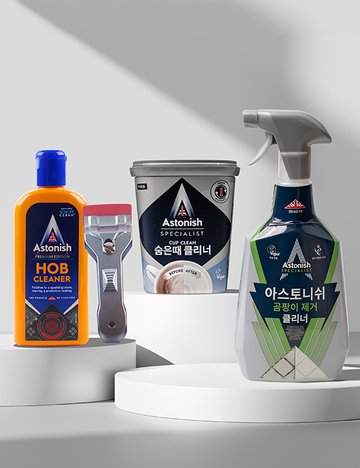 Astonish
PREMIUM EDITION
HOB
CLEANER
Astonish
SPECIALIST
CUP CLEAN
숨은때 클리너
BEFORE AFTER
Astonish
SPECIALIST
아스토니쉬
곰팡이 제거
클리너